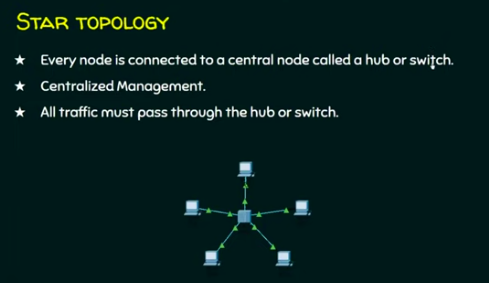 STAR TOPOLOGY
★ Every node is connected to a central node called a hub or switch.
★ Centralized Management.
★ All traffic must pass through the hub or switch.